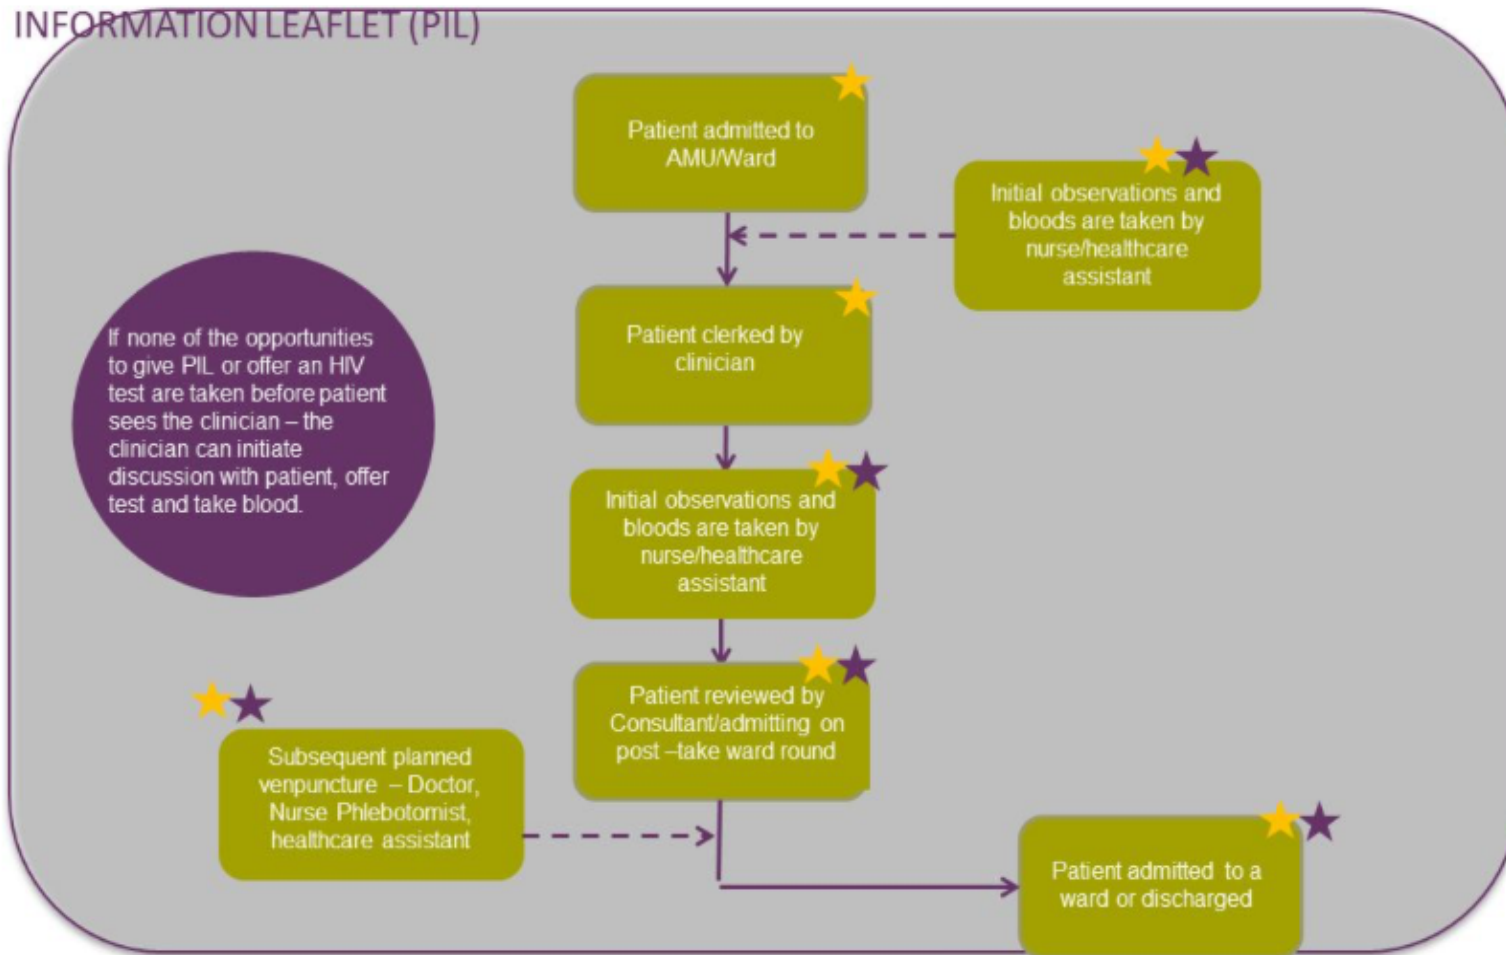 INFORMATION LEAFLET (PIL)
Patient admitted to
AMU/Ward
Initial observations and
bloods are taken by
nurse/healthcare
assistant
If none of the opportunities
to give PIL or offer an HIV
test are taken before patient
sees the clinician – the
clinician can initiate
discussion with patient, offer
test and take blood.
Patient clerked by
clinician
Initial observations and
bloods are taken by
nurse/healthcare
assistant
Patient reviewed by
Consultant/admitting on
post –take ward round
Subsequent planned
venpuncture – Doctor,
Nurse Phlebotomist,
healthcare assistant
Patient admitted to a
ward or discharged